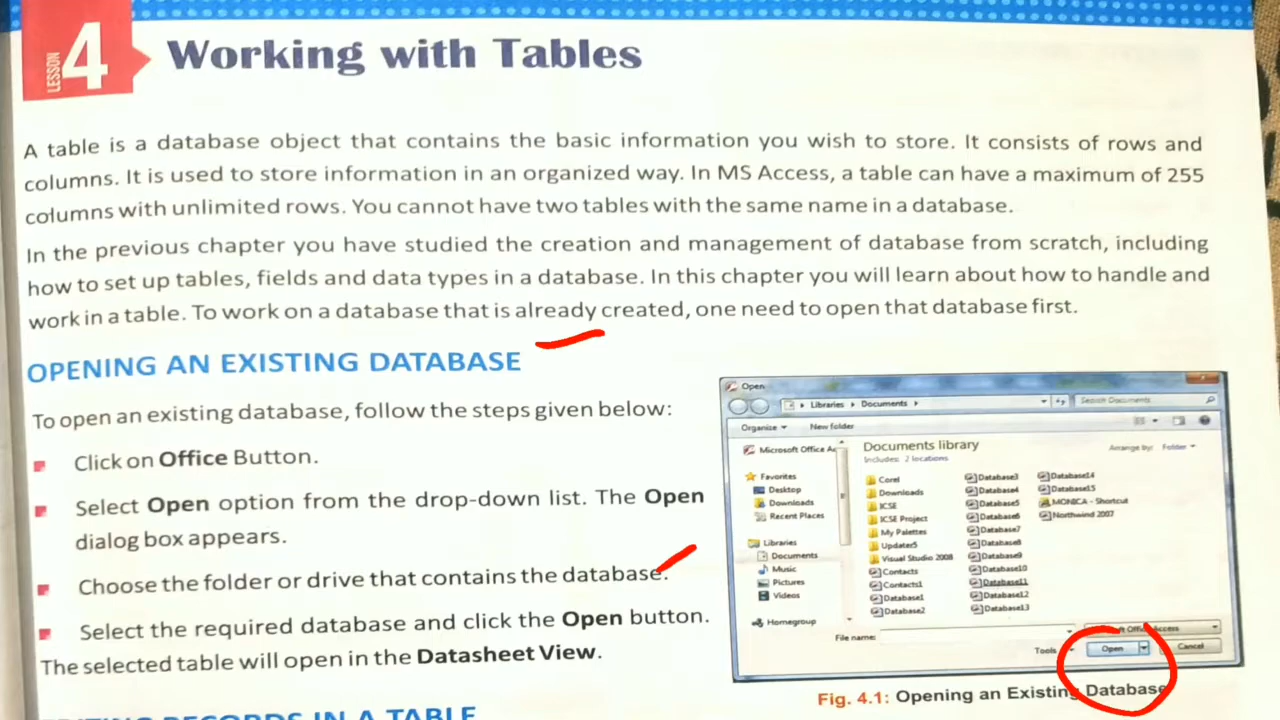 LESSON 4
Working with Tables
A table is a database object that contains the basic information you wish to store. It consists of rows and
columns. It is used to store information in an organized way. In MS Access, a table can have a maximum of 255
columns with unlimited rows. You cannot have two tables with the same name in a database.
In the previous chapter you have studied the creation and management of database from scratch, including
how to set up tables, fields and data types in a database. In this chapter you will learn about how to handle and
work in a table. To work on a database that is already created, one need to open that database first.
OPENING AN EXISTING DATABASE
To open an existing database, follow the steps given below:
Click on Office Button.
Select Open option from the drop-down list. The Open
dialog box appears.
Choose the folder or drive that contains the database.
Select the required database and click the Open button.
The selected table will open in the Datasheet View.
Open
Libraries Documents
Search Documents
Organize New folder
Microsoft Office Ac
Favorites
Desktop
Downloads
Recent Places
Libraries
Documents
Music
Pictures
Videos
Homegroup
Documents library
Includes: 2 locations
Arrange by: Folder
Corel
Downloads
ICSE
ICSE Project
My Palettes
Updater5
Visual Studio 2008
Contacts
Contacts1
Database1
Database2
Database3
Database4
Database5
Database6
Database7
Database8
Database9
Database10
Database11
Database12
Database13
Database14
Database15
MONICA - Shortcut
Northwind 2007
File name:
Access
Tools
Open
Cancel
Fig. 4.1: Opening an Existing Database
RECORDS IN A TABLE